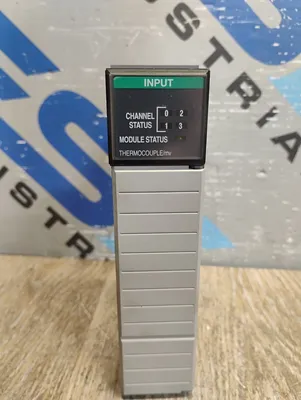 INPUT
CHANNEL 0 2
STATUS 1 3
MODULE STATUS
THERMOCOUPLE/mV